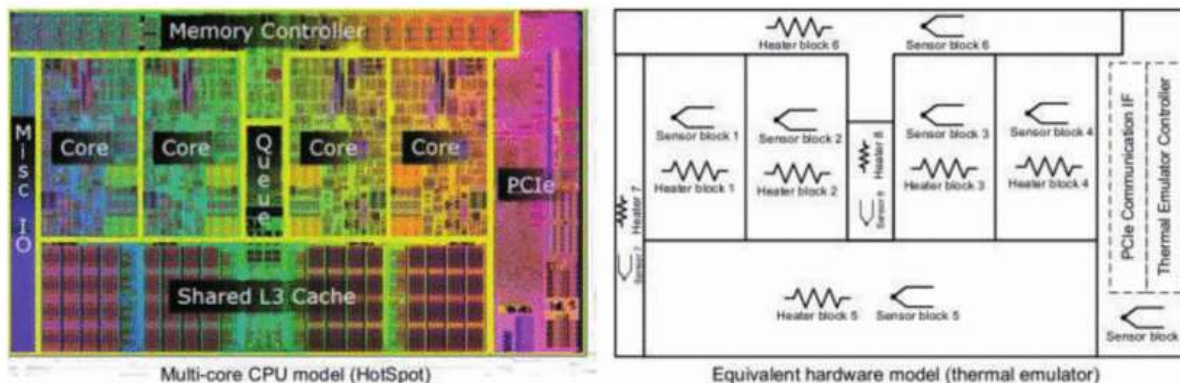 Memory Controller
Misc IO
Core
Core
Queue
Core
Core
PCIe
Shared L3 Cache
Multi-core CPU model (HotSpot)
Heater block 6
Sensor block 6
Sensor block 1
Heater block 1
Sensor block 2
Heater block 2
Heater 8
Sensor 8
Sensor block 3
Heater block 3
Sensor block 4
Heater block 4
Heater 7
Sensor 7
PCIe Communication IF
Thermal Emulator Controller
Heater block 5
Sensor block 5
Sensor block
Equivalent hardware model (thermal emulator)